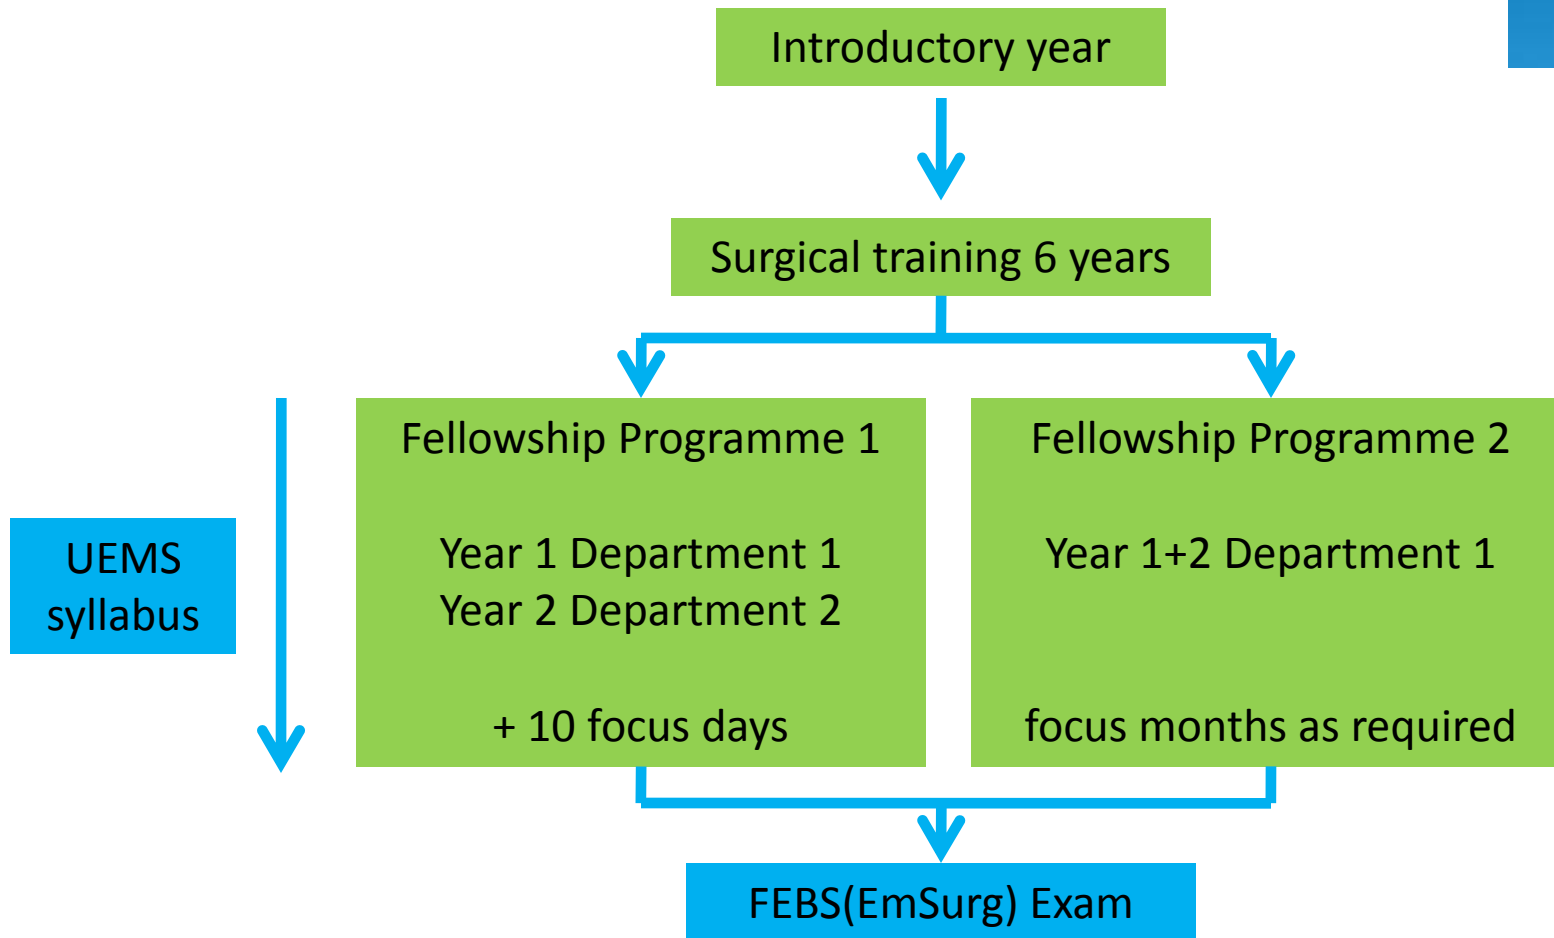 Introductory year
Surgical training 6 years
Fellowship Programme 1
Year 1 Department 1
Year 2 Department 2
+ 10 focus days
Fellowship Programme 2
Year 1+2 Department 1
focus months as required
UEMS
syllabus
FEBS(EmSurg) Exam